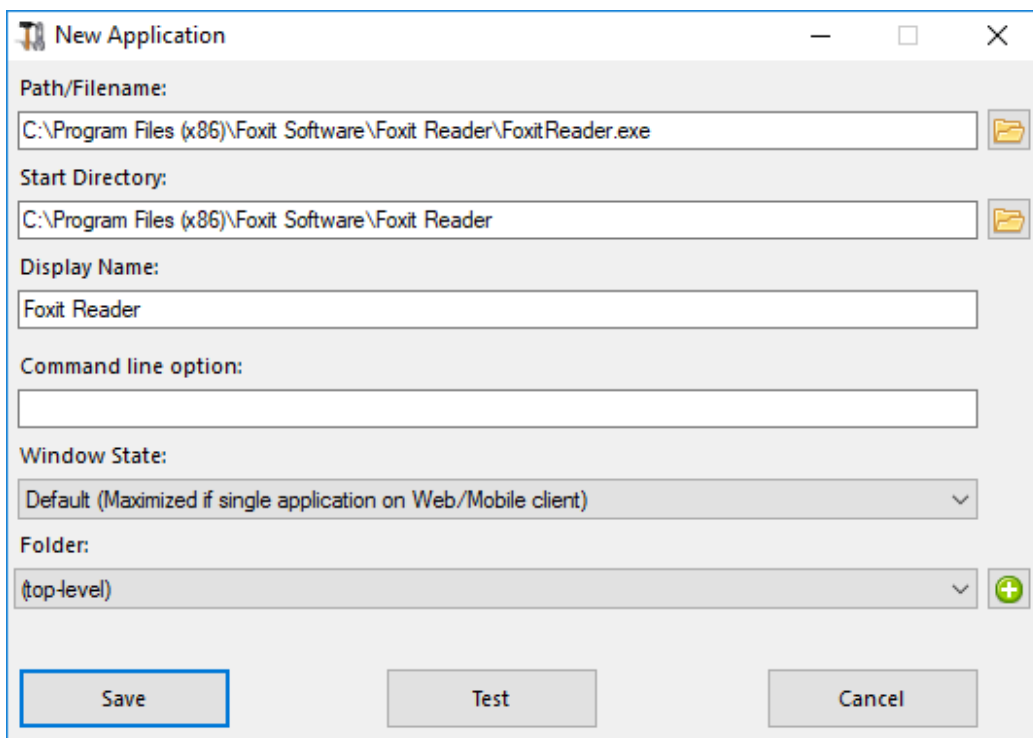 New Application
Path/Filename:
C:\Program Files (x86)\Foxit Software\Foxit Reader\FoxitReader.exe
Start Directory:
C:\Program Files (x86)\Foxit Software\Foxit Reader
Display Name:
Foxit Reader
Command line option:
Window State:
Default (Maximized if single application on Web/Mobile client)
Folder:
(top-level)
Save Test Cancel